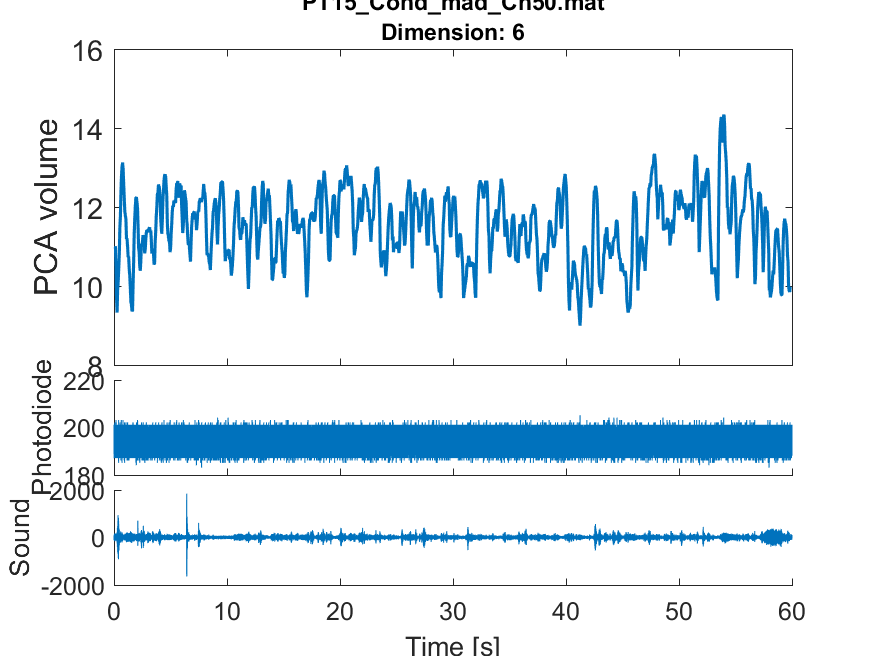 PT15_Cond_mad_Ch50.mat
Dimension: 6
16
14
12
10
8
PCA volume
220
200
180
Photodiode
2000
0
-2000
Sound
0 10 20 30 40 50 60
Time [s]